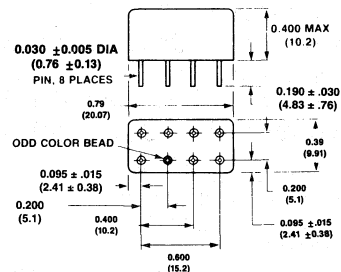 0.400 MAX
(10.2)
0.030 ±0.005 DIA
(0.76 ±0.13)
PIN, 8 PLACES
0.190 ± .030
(4.83 ± .76)
0.79
(20.07)
ODD COLOR BEAD
0.39
(9.91)
0.095 ± .015
(2.41 ± 0.38)
0.200
(5.1)
0.200
(5.1)
0.400
(10.2)
0.095 ±.015
(2.41 ±0.38)
0.600
(15.2)